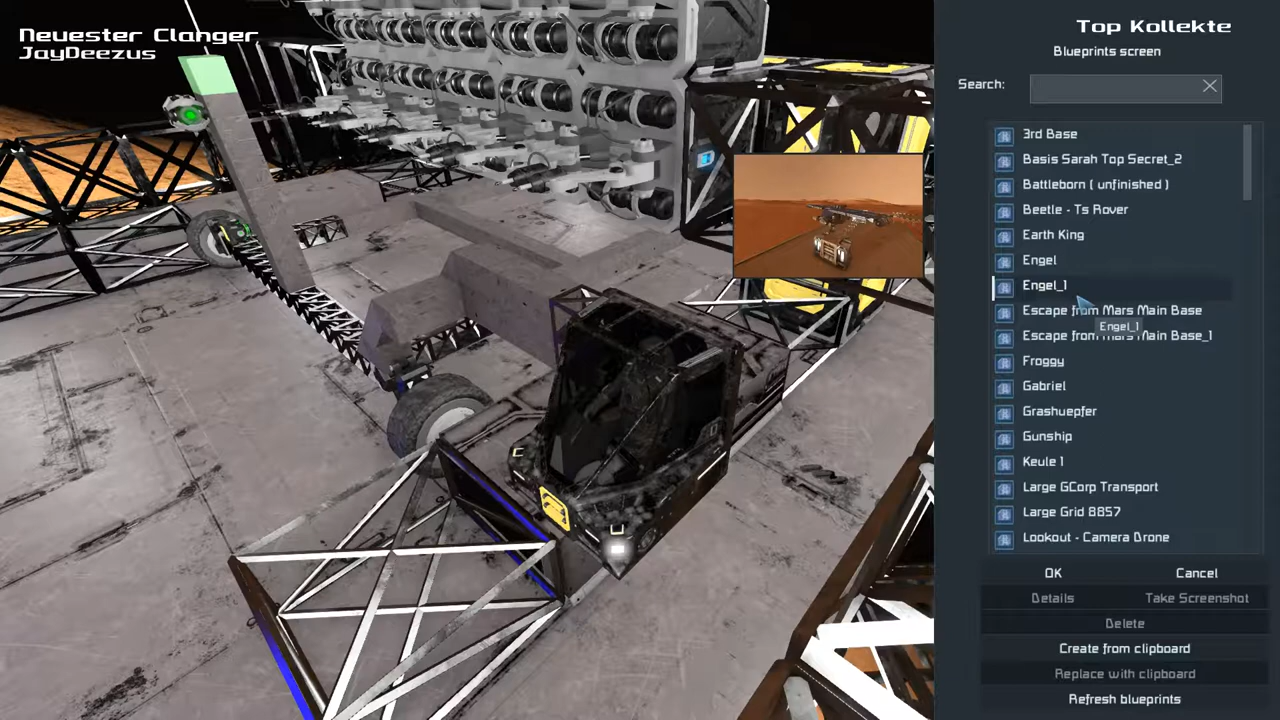 Neuester Clanger
JayDeezus
Top Kollekte
Blueprints screen
Search:
3rd Base
Basis Sarah Top Secret_2
Battleborn ( unfinished )
Beetle - Ts Rover
Earth King
Engel
Engel_1
Escape from Mars Main Base
Engel_1
Escape from Mars Main Base_1
Froggy
Gabriel
Grashuepfer
Gunship
Keule 1
Large GCorp Transport
Large Grid 8857
Lookout - Camera Drone
OK Cancel
Details Take Screenshot
Delete
Create from clipboard
Replace with clipboard
Refresh blueprints